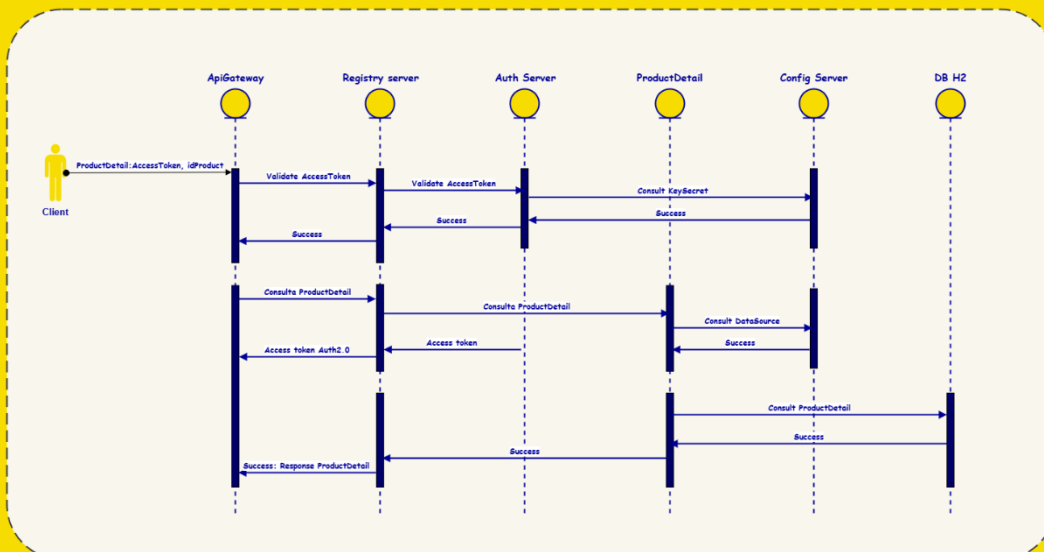 ApiGateway
Registry server
Auth Server
ProductDetail
Config Server
DB H2
ProductDetail:AccessToken, idProduct
Client
Validate AccessToken
Validate AccessToken
Consult KeySecret
Success
Success
Success
Consulta ProductDetail
Consulta ProductDetail
Consult DataSource
Success
Access token
Access token Auth2.0
Consult ProductDetail
Success
Success
Success: Response ProductDetail